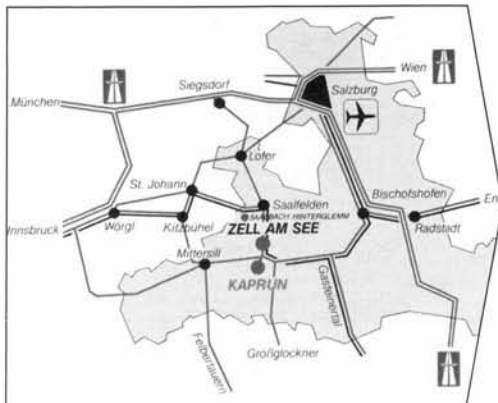 Wien
Siegsdorf
München
Salzburg
Lofer
St. Johann
Bischofshofen
Saalfelden
SAALBACH HINTERGLEMM
En
Innsbruck
Wörgl
Kitzbühel
ZELL AM SEE
Radstadt
Mittersill
KAPRUN
Gasteinertal
Großglockner
Felbertauern